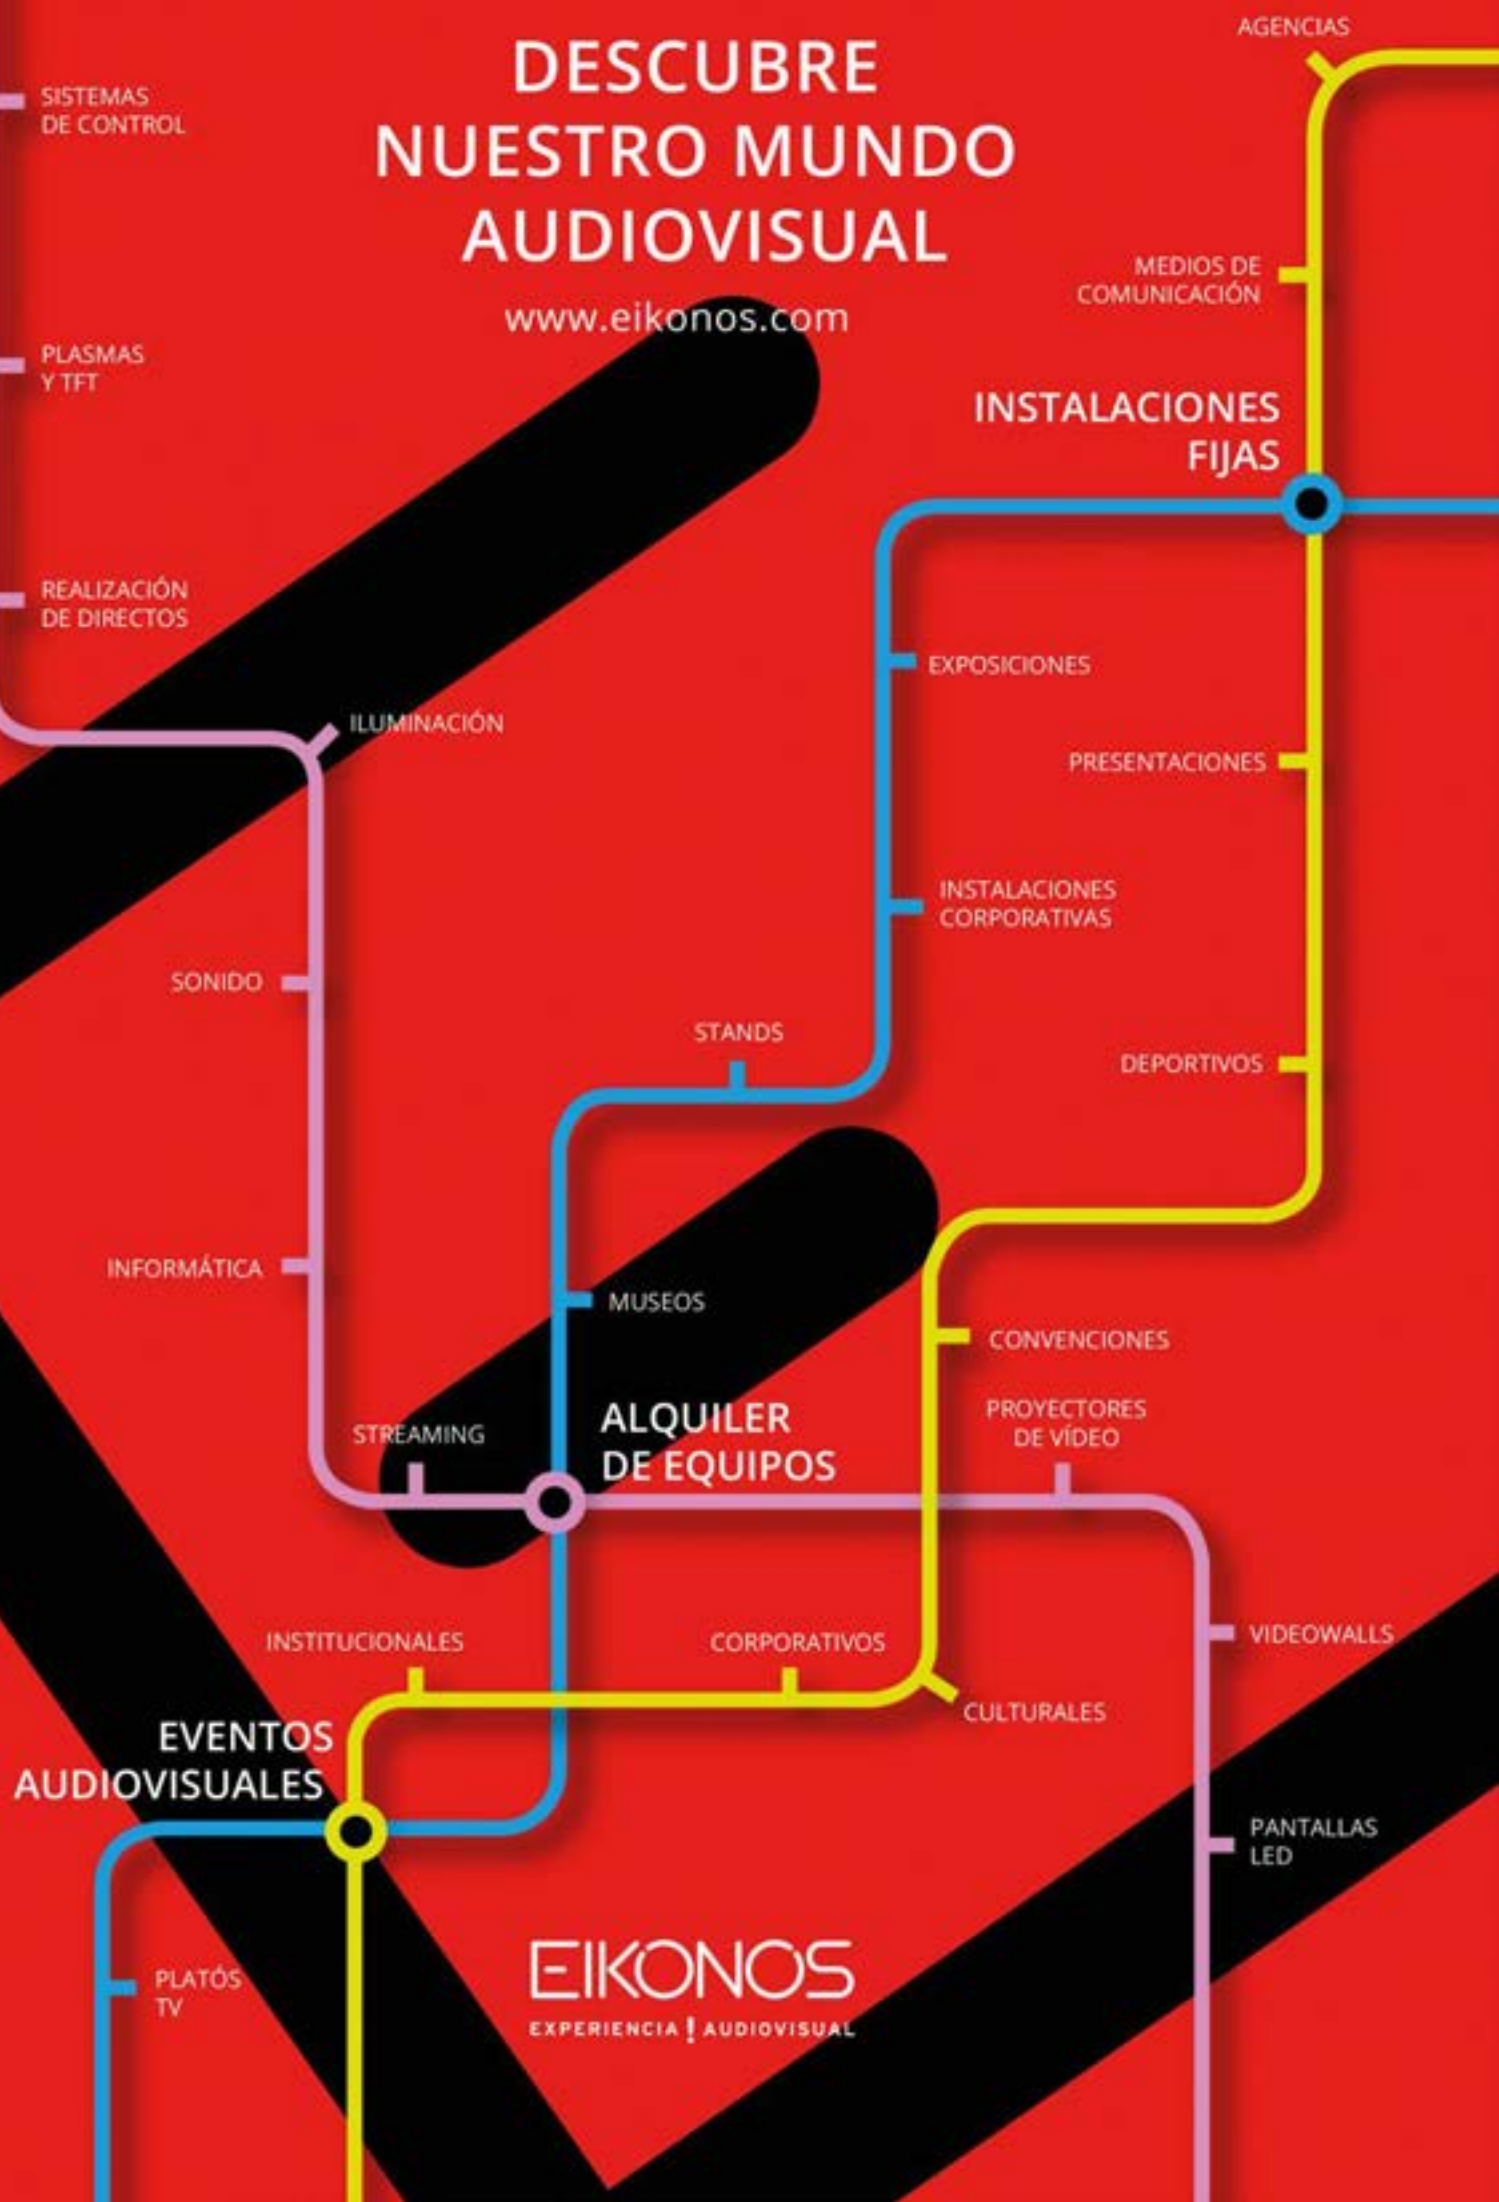 DESCUBRE
NUESTRO MUNDO
AUDIOVISUAL
www.eikonos.com
AGENCIAS
SISTEMAS
DE CONTROL
MEDIOS DE
COMUNICACIÓN
PLASMAS
Y TFT
INSTALACIONES
FIJAS
REALIZACIÓN
DE DIRECTOS
EXPOSICIONES
ILUMINACIÓN
PRESENTACIONES
INSTALACIONES
CORPORATIVAS
SONIDO
STANDS
DEPORTIVOS
INFORMÁTICA
MUSEOS
CONVENCIONES
STREAMING
ALQUILER
DE EQUIPOS
PROYECTORES
DE VÍDEO
INSTITUCIONALES
CORPORATIVOS
VIDEOWALLS
CULTURALES
EVENTOS
AUDIOVISUALES
PANTALLAS
LED
PLATÓS
TV
EIKONOS
EXPERIENCIA ! AUDIOVISUAL